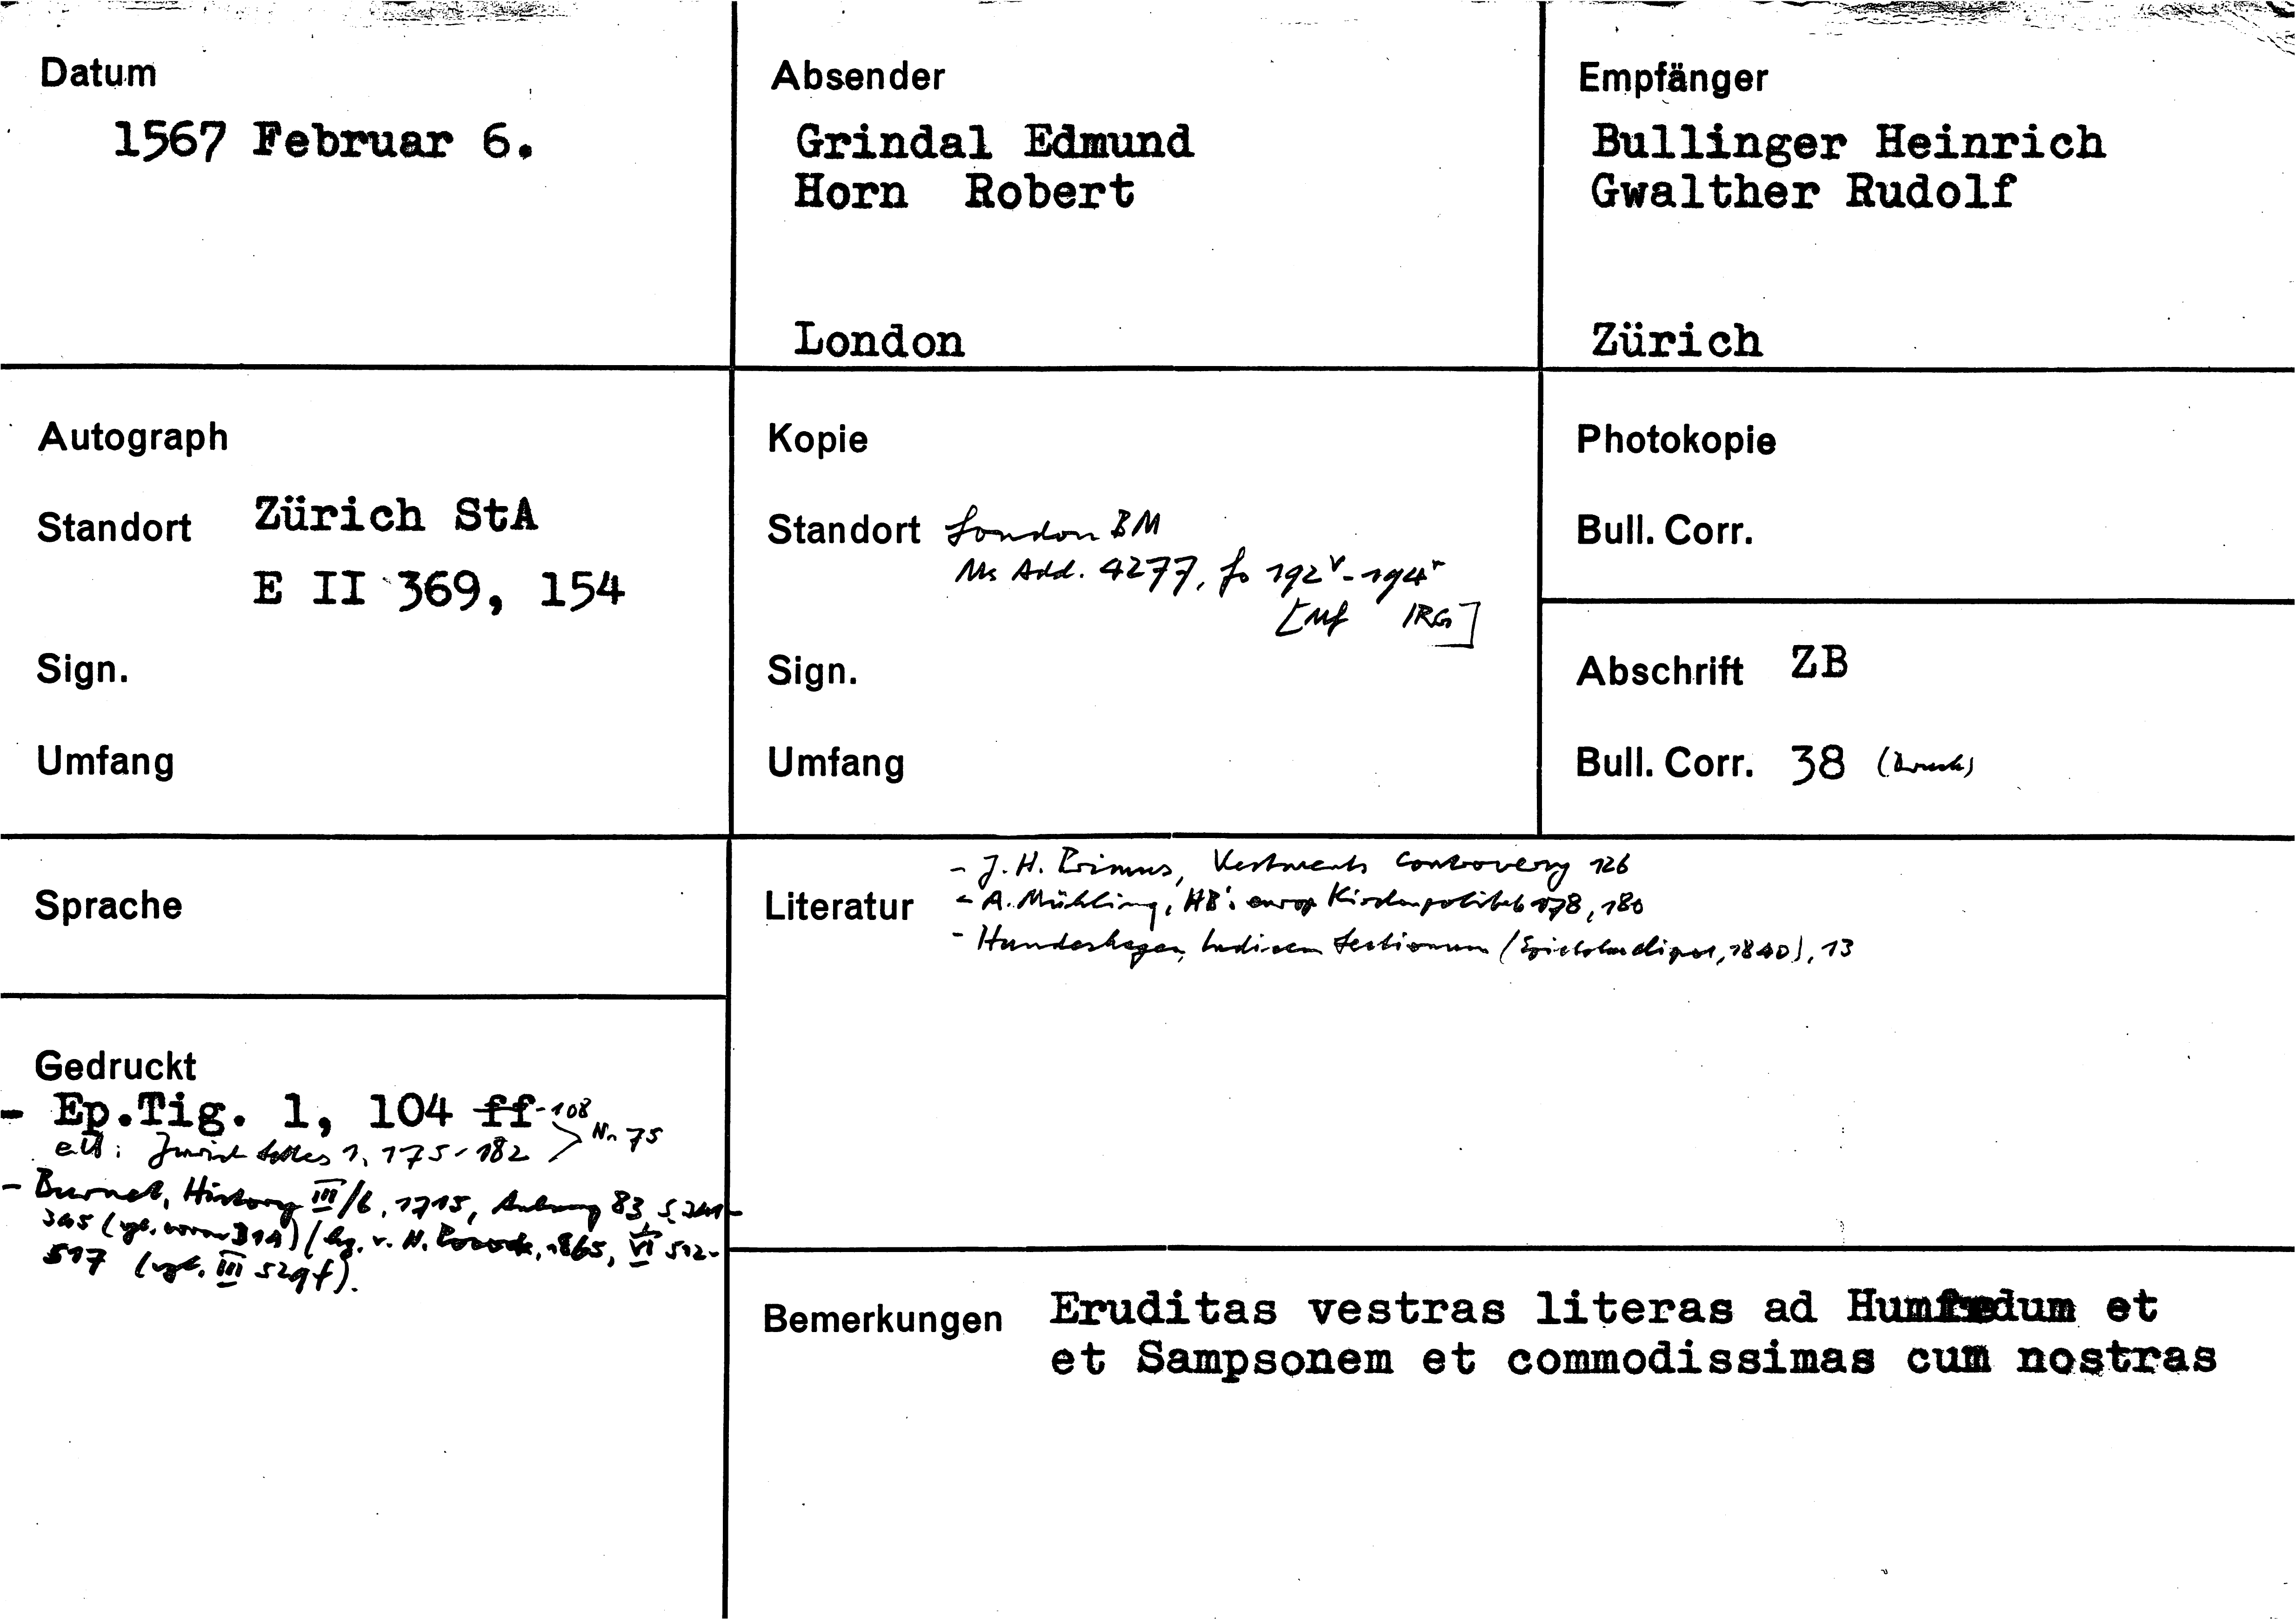 Datum
1567 Februar 6.
Absender
Grindal Edmund
Horn Robert
London
Empfänger
Bullinger Heinrich
Gwalther Rudolf
Zürich
Autograph
Standort Zürich StA
E II 369, 154
Sign.
Umfang
Kopie
Standort London BM
Ms Add. 4277, fo 192v-194r
[Mf IRG]
Sign.
Umfang
Photokopie
Bull. Corr.
Abschrift ZB
Bull. Corr. 38 (Druck)
Sprache
Literatur
- J. H. Primus, Vestments Controversy 126
- A. Mühling, HB's europ Kirchenpolitik 178, 180
- Hundeshagen, Indicem lectionum 1840), 13
Gedruckt
- Ep.Tig. 1, 104 ff-108
engl: Zurich Letters 1, 175-182 > Nr. 75
- Burnet, History III/6, 1715, Anhang 83 S. 341-
345 (vgl. 314) (hg. v. N. Pocock, 1865, VI 512-
517 (vgl. III 529f).
Bemerkungen Eruditas vestras literas ad Humfredum et
et Sampsonem et commodissimas cum nostras